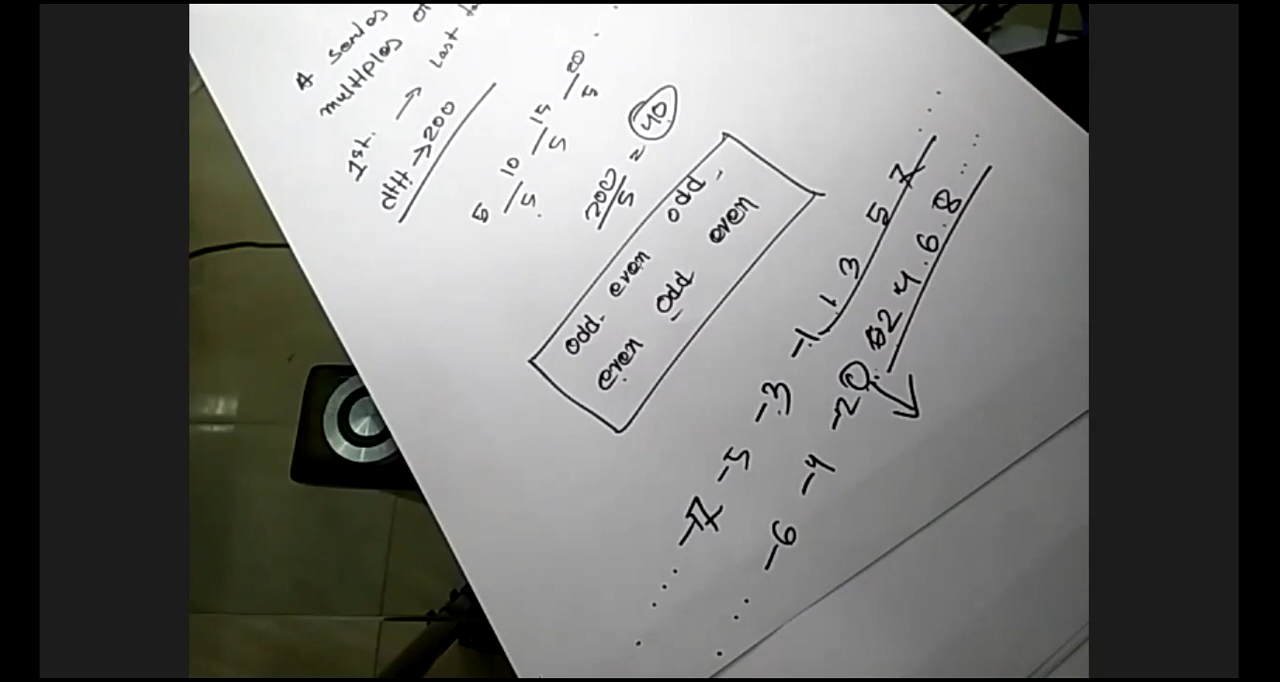 A series
multiples
1st. → Last
diff → 200
5 10/5 15/5 20/5 .
200/5 = 40
odd. even odd -
even odd even
... -7 -5 -3 -1 1 3 5 7 ...
... -6 -4 -2 0. 2 4. 6. 8. ...